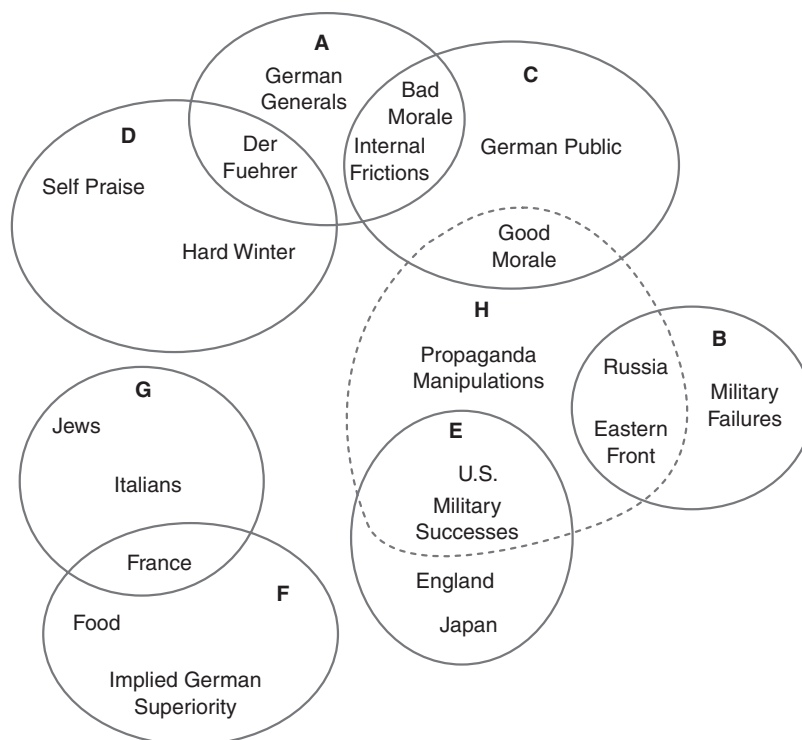 A
German
Generals
Bad
Morale
Internal
Frictions
C
German Public
D
Der
Fuehrer
Self Praise
Hard Winter
Good
Morale
H
Propaganda
Manipulations
B
Russia
Military
Failures
Eastern
Front
G
Jews
Italians
France
E
U.S.
Military
Successes
England
Japan
F
Food
Implied German
Superiority